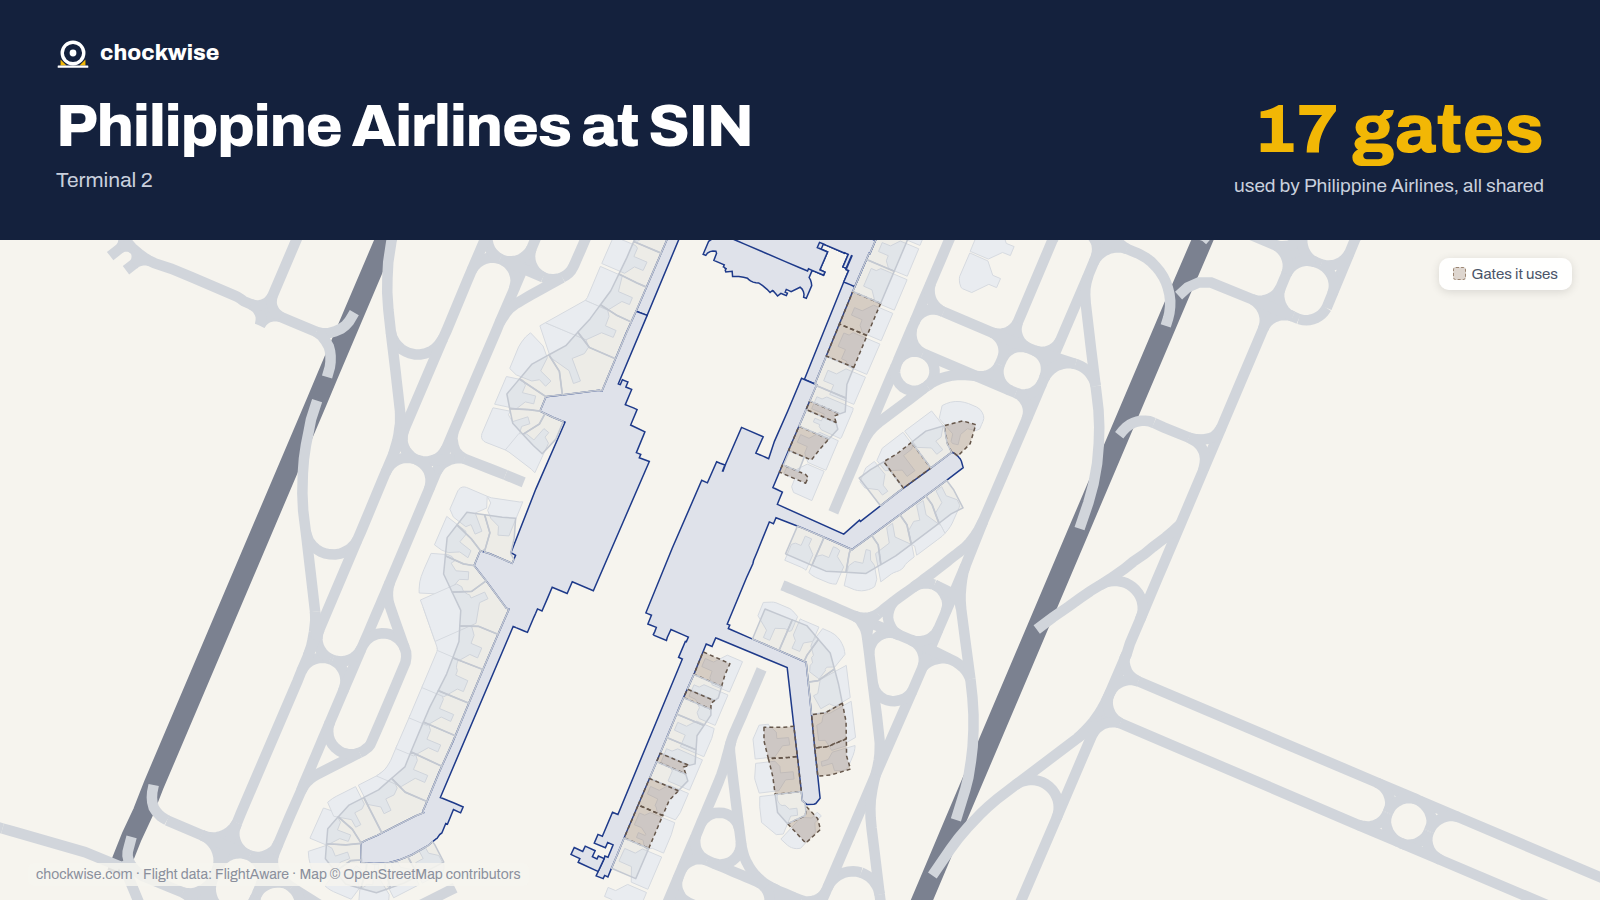 chockwise
Philippine Airlines at SIN
Terminal 2
17 gates
used by Philippine Airlines, all shared
Gates it uses
chockwise.com · Flight data: FlightAware · Map © OpenStreetMap contributors